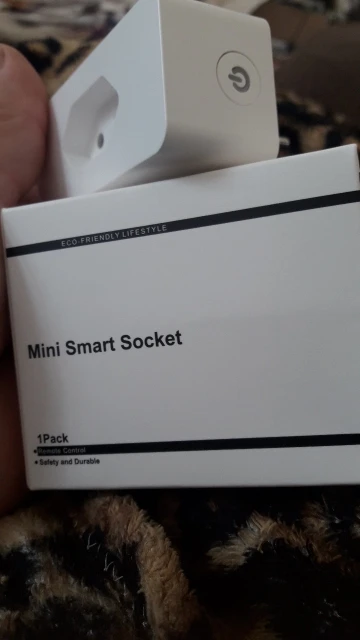 ECO-FRIENDLY LIFESTYLE
Mini Smart Socket
1Pack
Remote Control
Safety and Durable